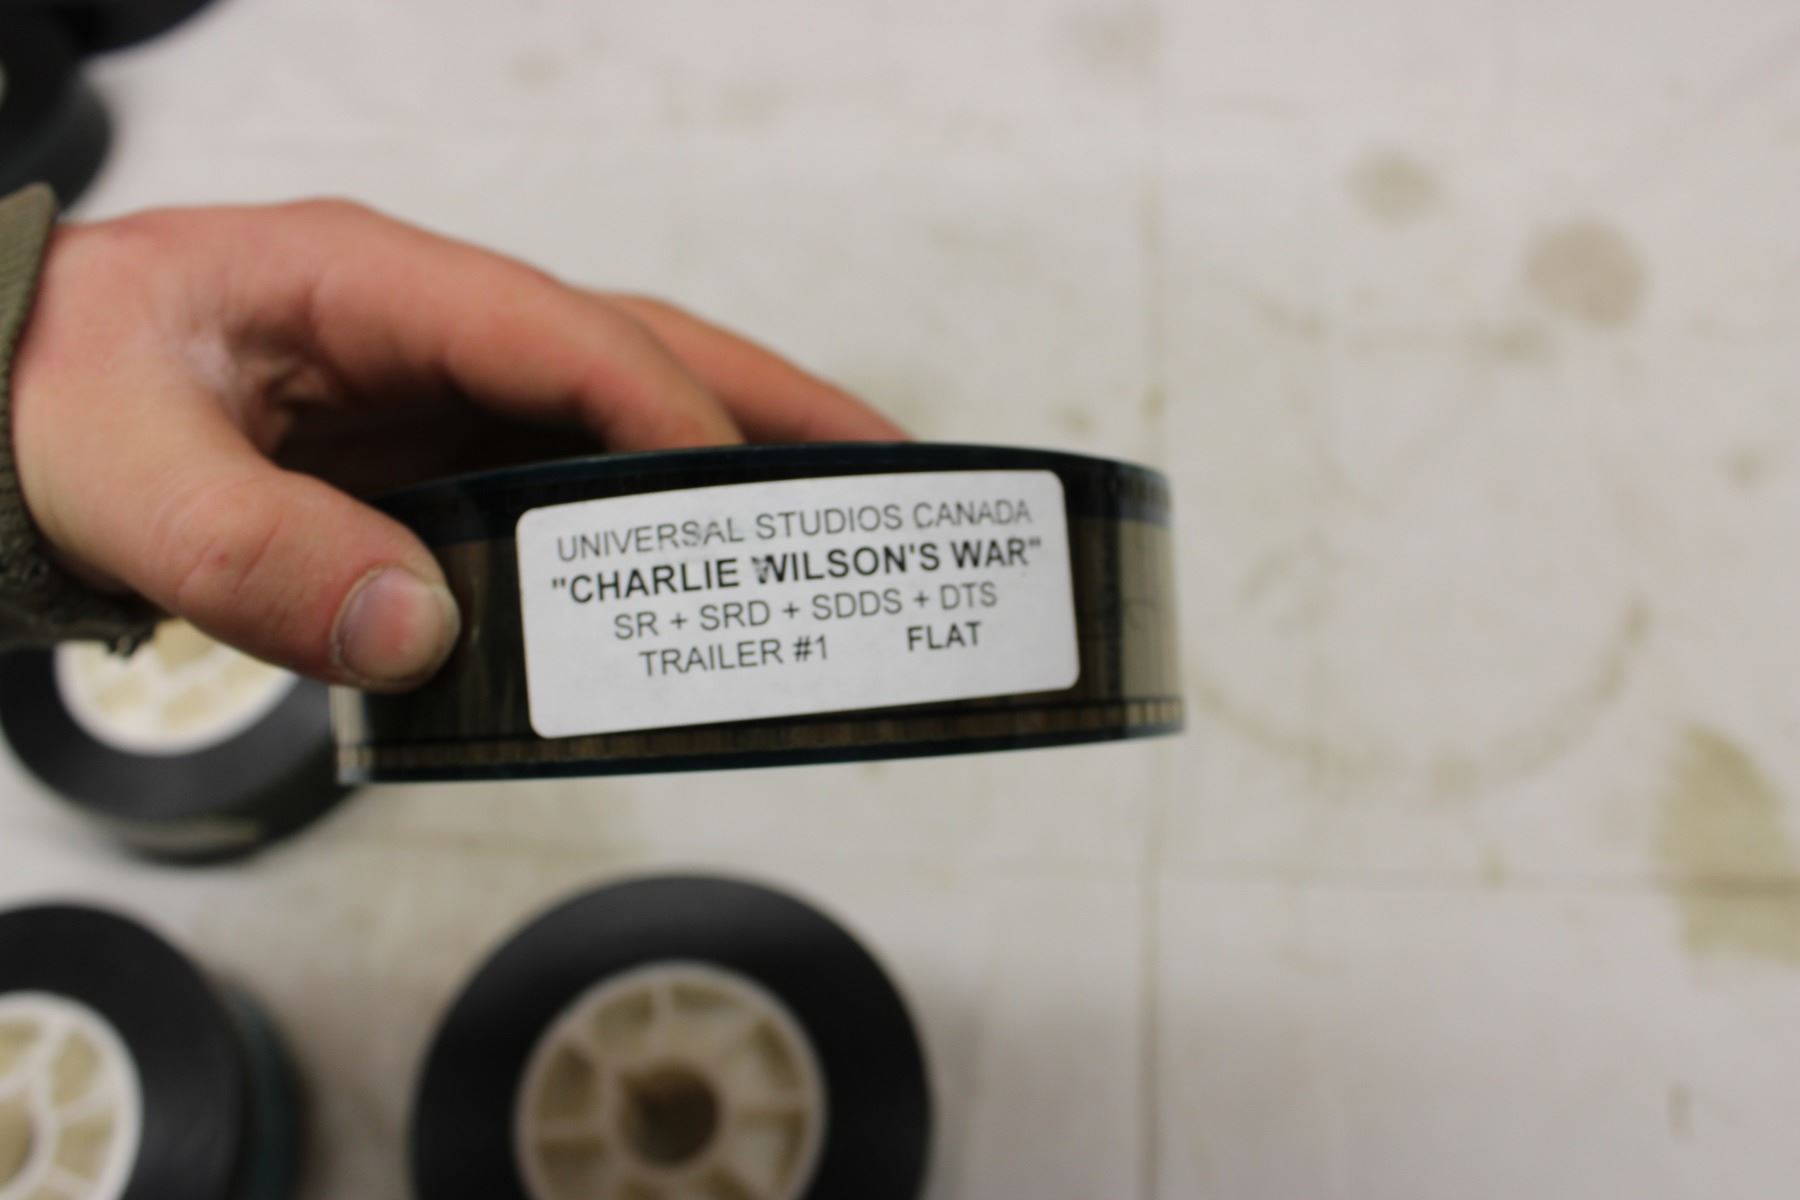 UNIVERSAL STUDIOS CANADA
"CHARLIE WILSON'S WAR"
SR + SRD + SDDS + DTS
TRAILER #1 FLAT